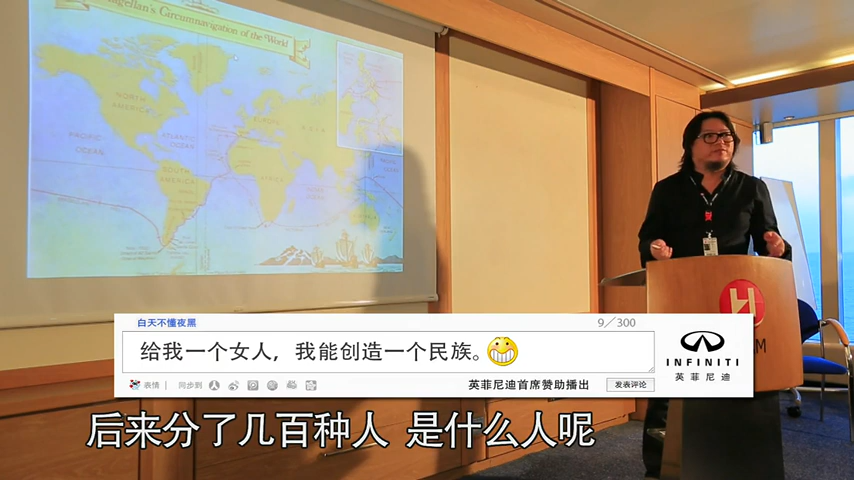 Magellan's Circumnavigation of the World
NORTH
AMERICA
EUROPE
ASIA
PACIFIC
OCEAN
ATLANTIC
OCEAN
AFRICA
SOUTH
AMERICA
白天不懂夜黑
9/300
给我一个女人，我能创造一个民族。
表情
同步到
英菲尼迪首席赞助播出
发表评论
INFINITI
英菲尼迪
后来分了几百种人 是什么人呢